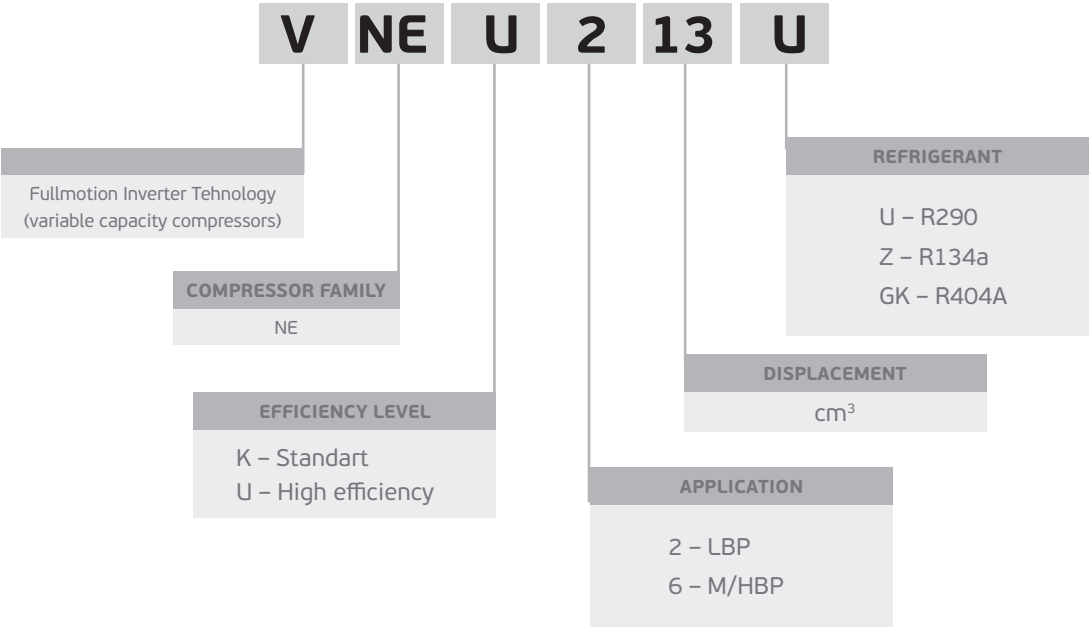 V NE U 2 13 U
REFRIGERANT
U – R290
Z – R134a
GK – R404A
Fullmotion Inverter Tehnology
(variable capacity compressors)
COMPRESSOR FAMILY
NE
DISPLACEMENT
cm³
EFFICIENCY LEVEL
K – Standart
U – High efficiency
APPLICATION
2 – LBP
6 – M/HBP